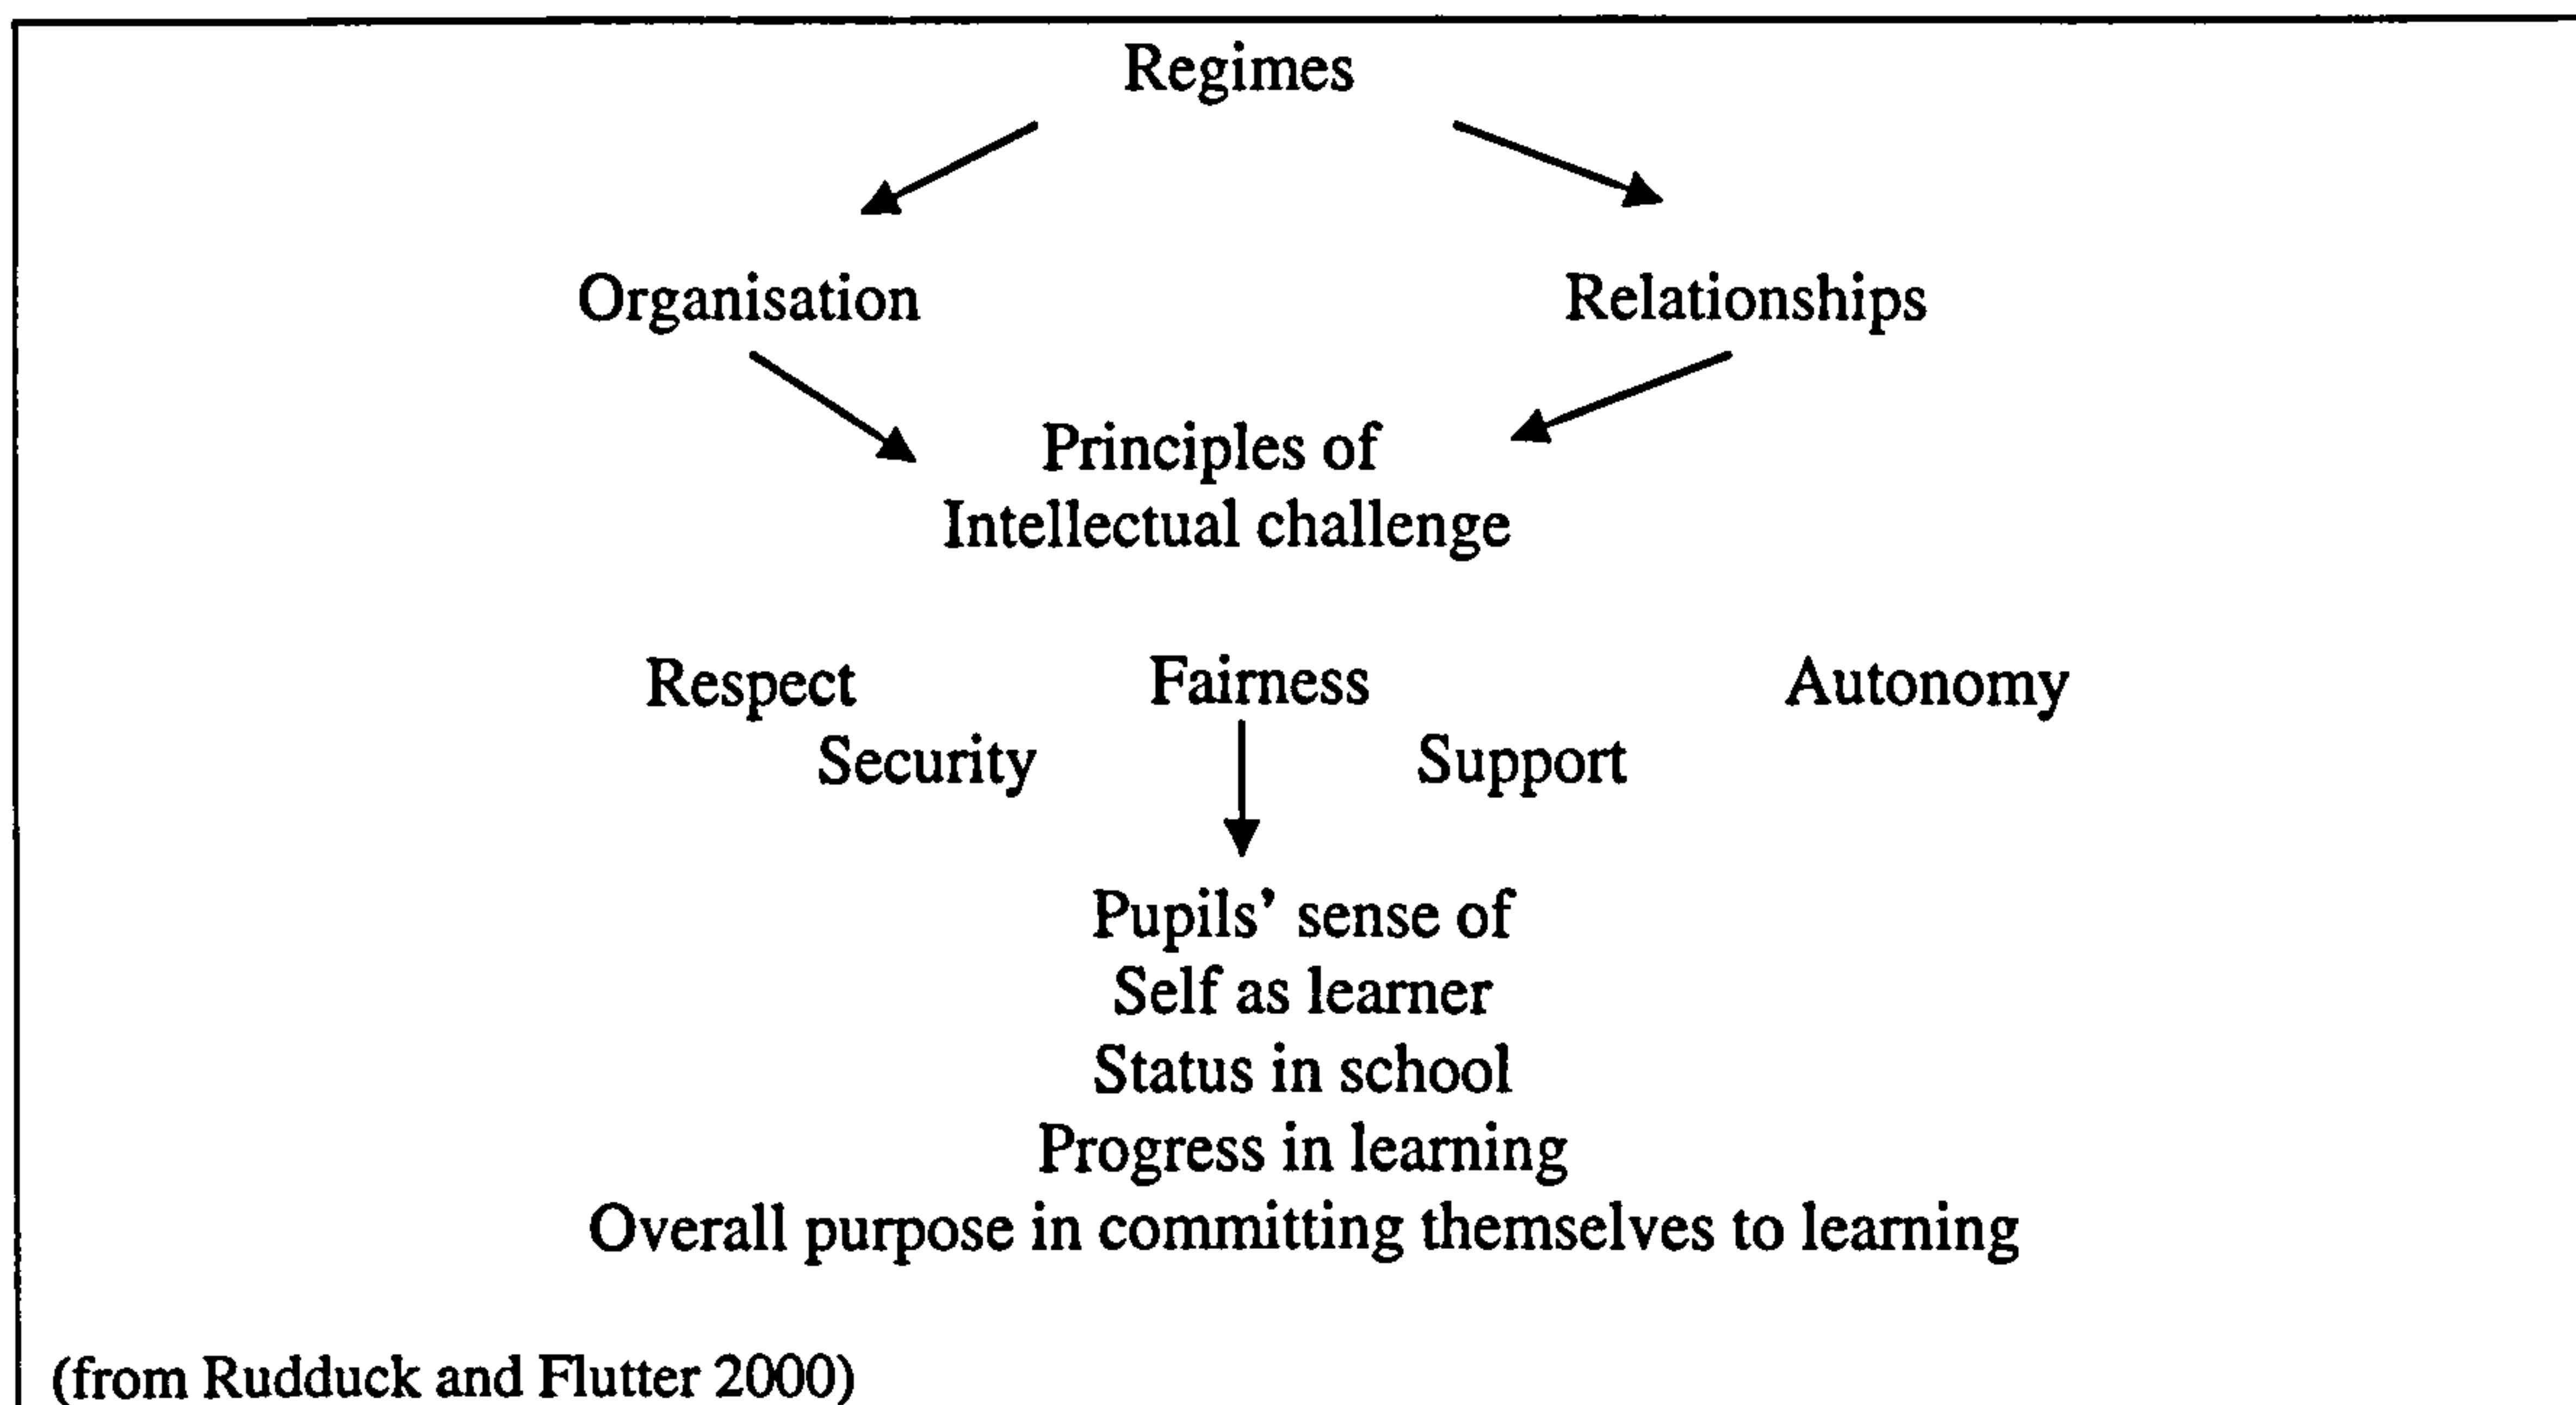 Regimes
Organisation Relationships
Principles of
Intellectual challenge
Respect Fairness Autonomy
Security Support
Pupils’ sense of
Self as learner
Status in school
Progress in learning
Overall purpose in committing themselves to learning
(from Rudduck and Flutter 2000)